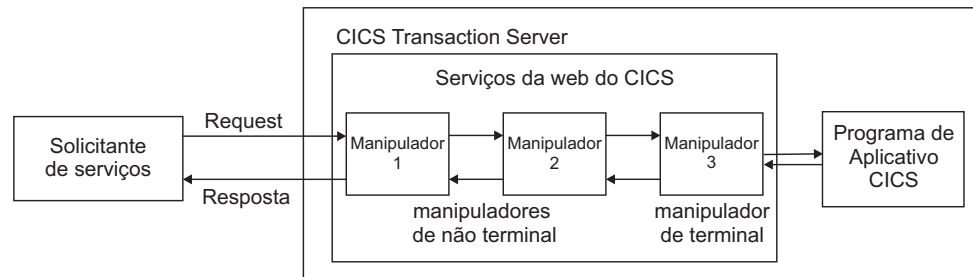 CICS Transaction Server
Serviços da web do CICS
Solicitante
de serviços
Request
Resposta
Manipulador
1
Manipulador
2
Manipulador
3
manipuladores
de não terminal
manipulador
de terminal
Programa de
Aplicativo
CICS